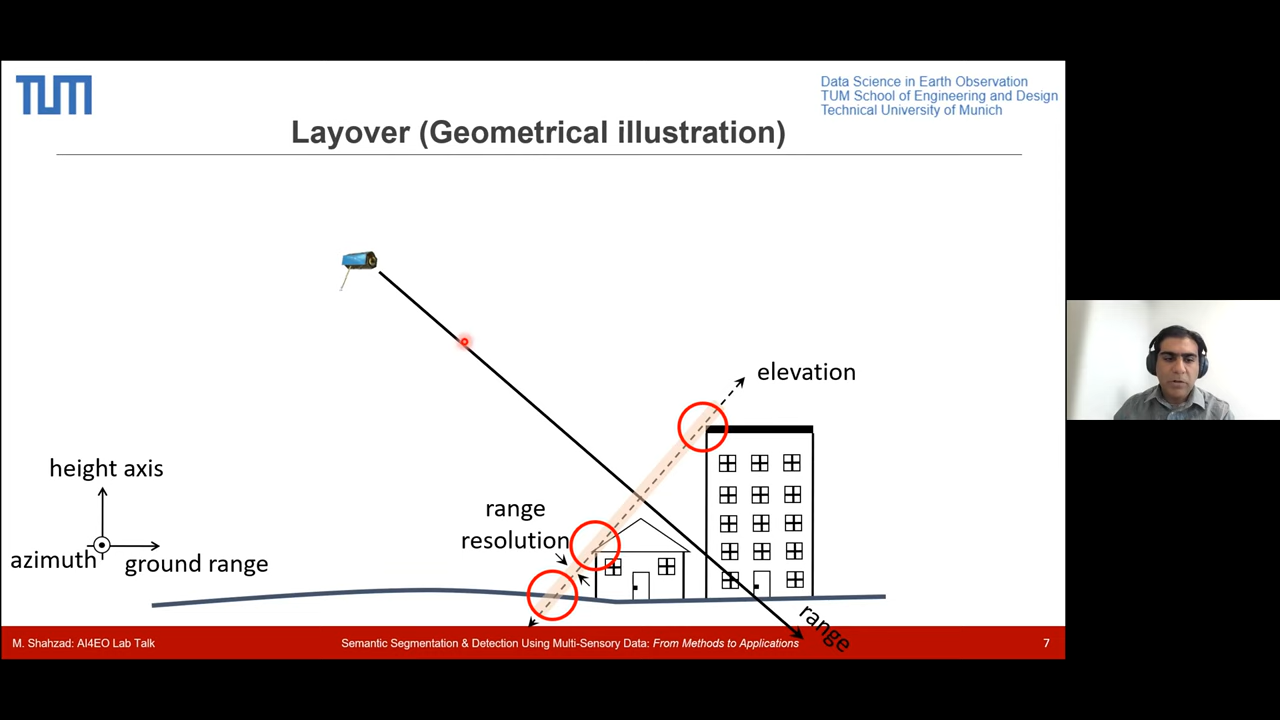 TUM
Data Science in Earth Observation
TUM School of Engineering and Design
Technical University of Munich
Layover (Geometrical illustration)
elevation
height axis
range
resolution
azimuth
ground range
range
M. Shahzad: AI4EO Lab Talk
Semantic Segmentation & Detection Using Multi-Sensory Data: From Methods to Applications
7